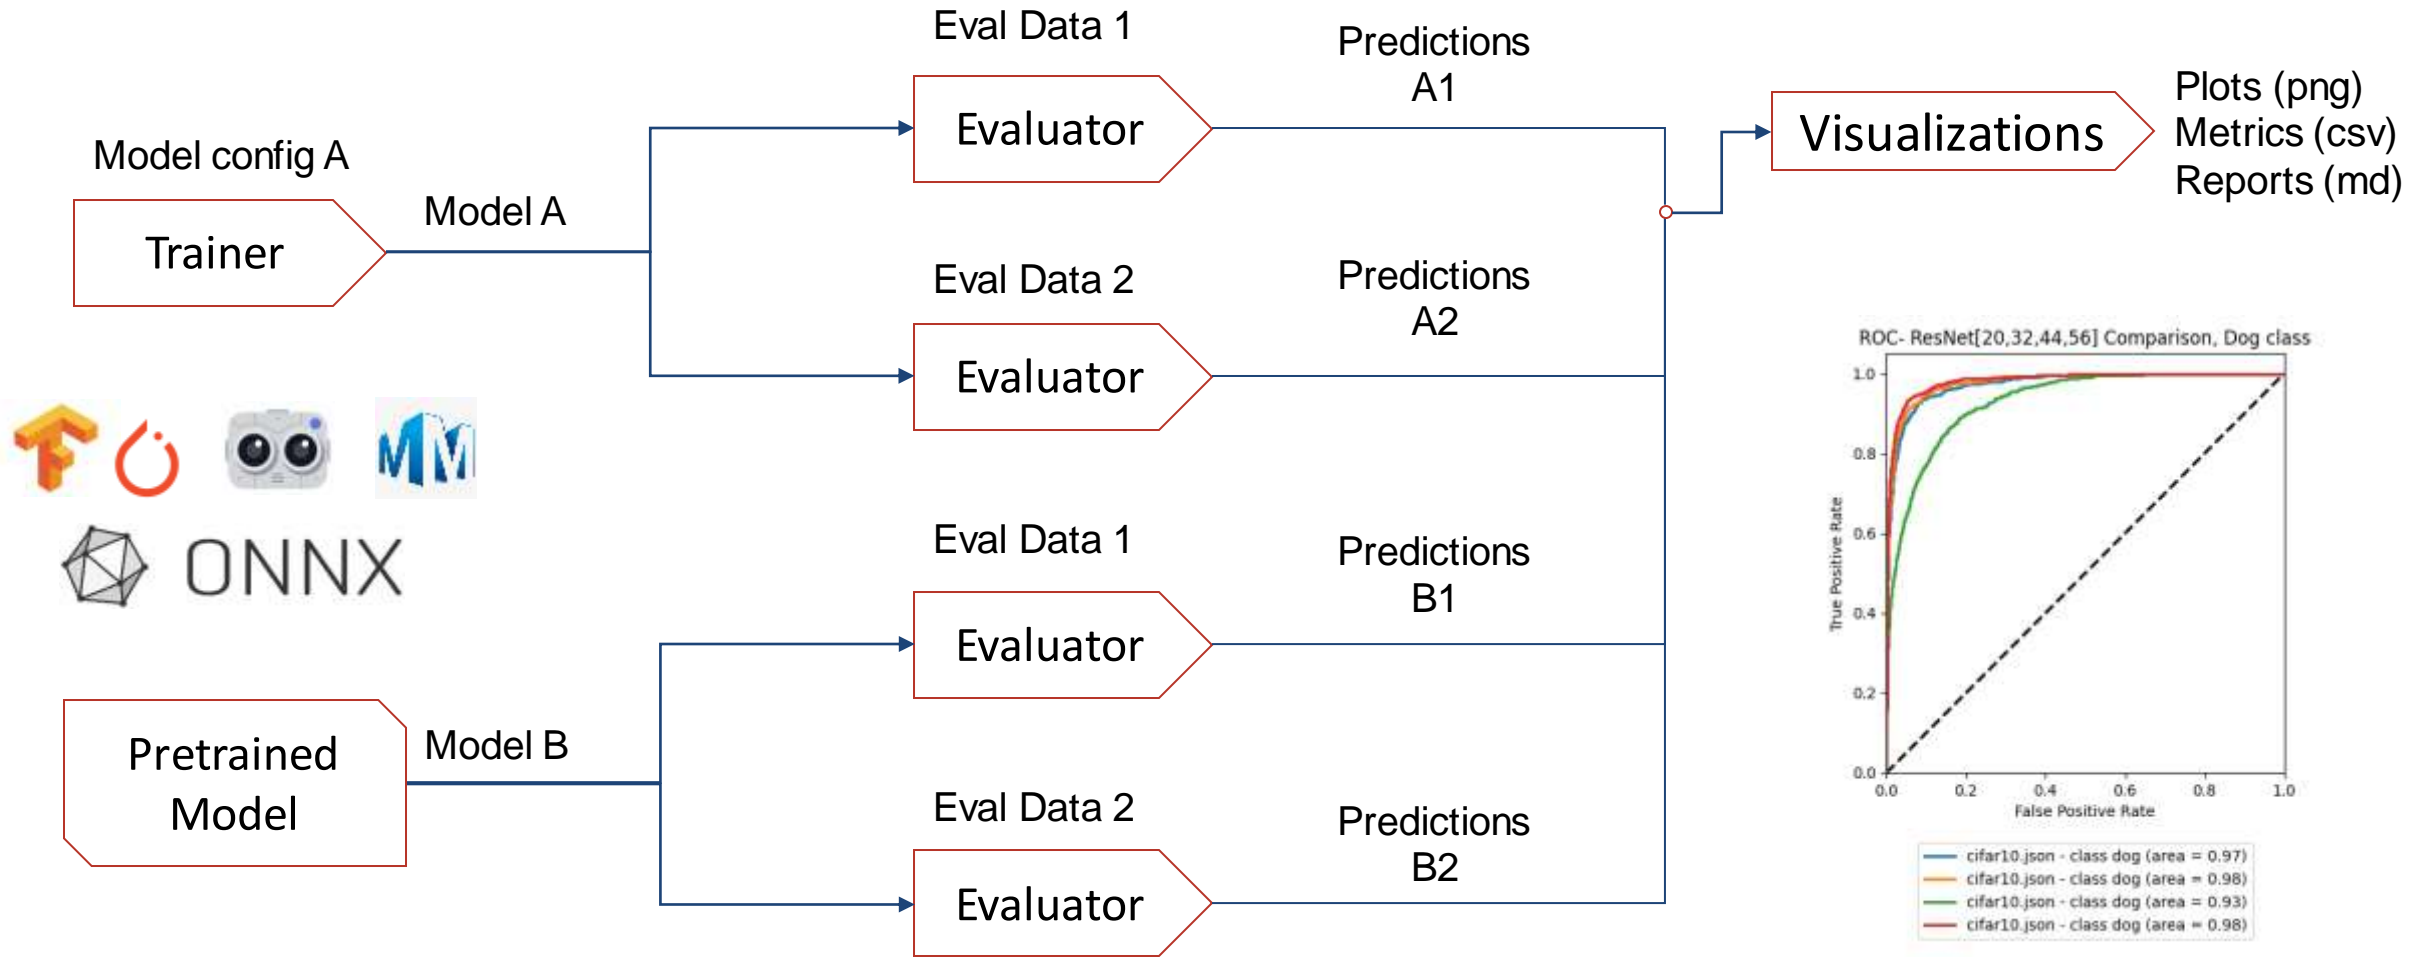 Eval Data 1
Predictions
A1
Evaluator
Plots (png)
Metrics (csv)
Reports (md)
Visualizations
Model config A
Model A
Trainer
Eval Data 2
Predictions
A2
Evaluator
MM
ONNX
Eval Data 1
Predictions
B1
Evaluator
Pretrained
Model
Model B
Eval Data 2
Predictions
B2
Evaluator
ROC- ResNet[20,32,44,56] Comparison, Dog class
1.0
0.8
0.6
0.4
0.2
0.0
True Positive Rate
0.0 0.2 0.4 0.6 0.8 1.0
False Positive Rate
cifar10.json - class dog (area = 0.97)
cifar10.json - class dog (area = 0.98)
cifar10.json - class dog (area = 0.93)
cifar10.json - class dog (area = 0.98)